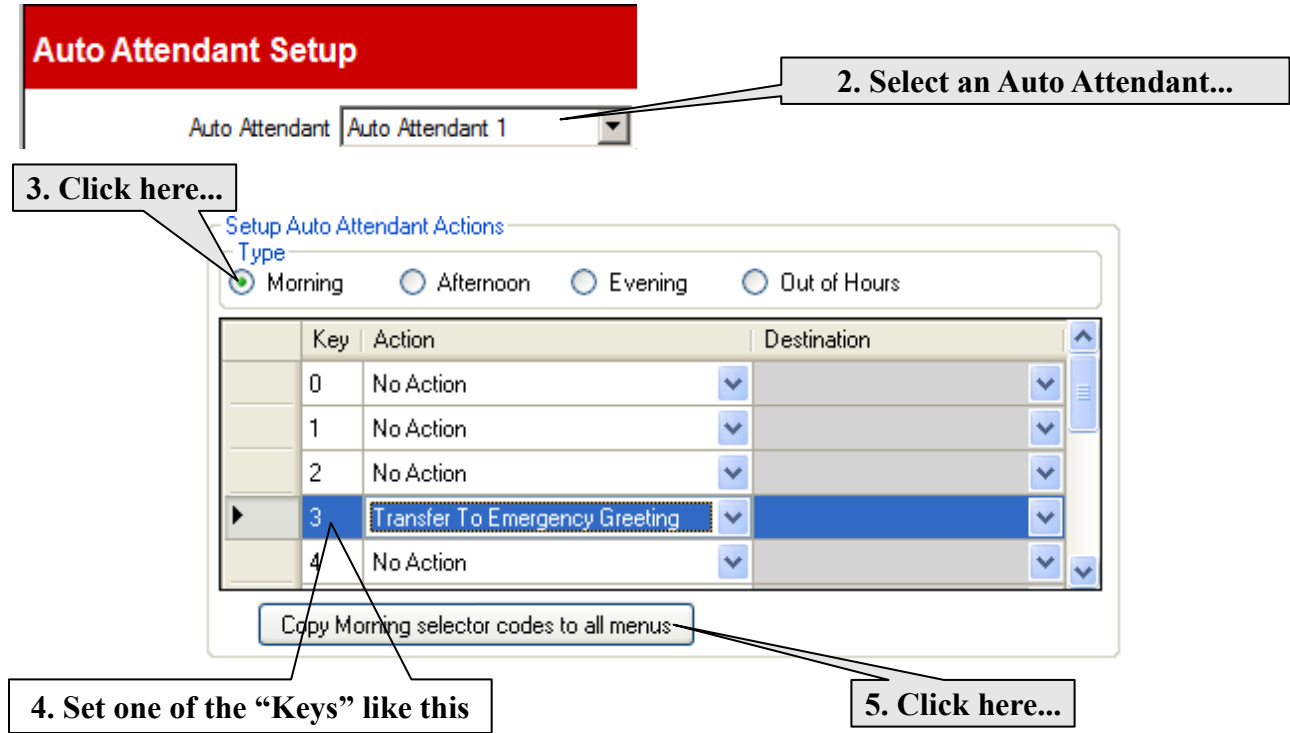 Auto Attendant Setup
2. Select an Auto Attendant...
Auto Attendant Auto Attendant 1
3. Click here...
Setup Auto Attendant Actions
Type
Morning Afternoon Evening Out of Hours
Key Action Destination
0 No Action
1 No Action
2 No Action
3 Transfer To Emergency Greeting
4 No Action
Copy Morning selector codes to all menus
4. Set one of the “Keys” like this
5. Click here...